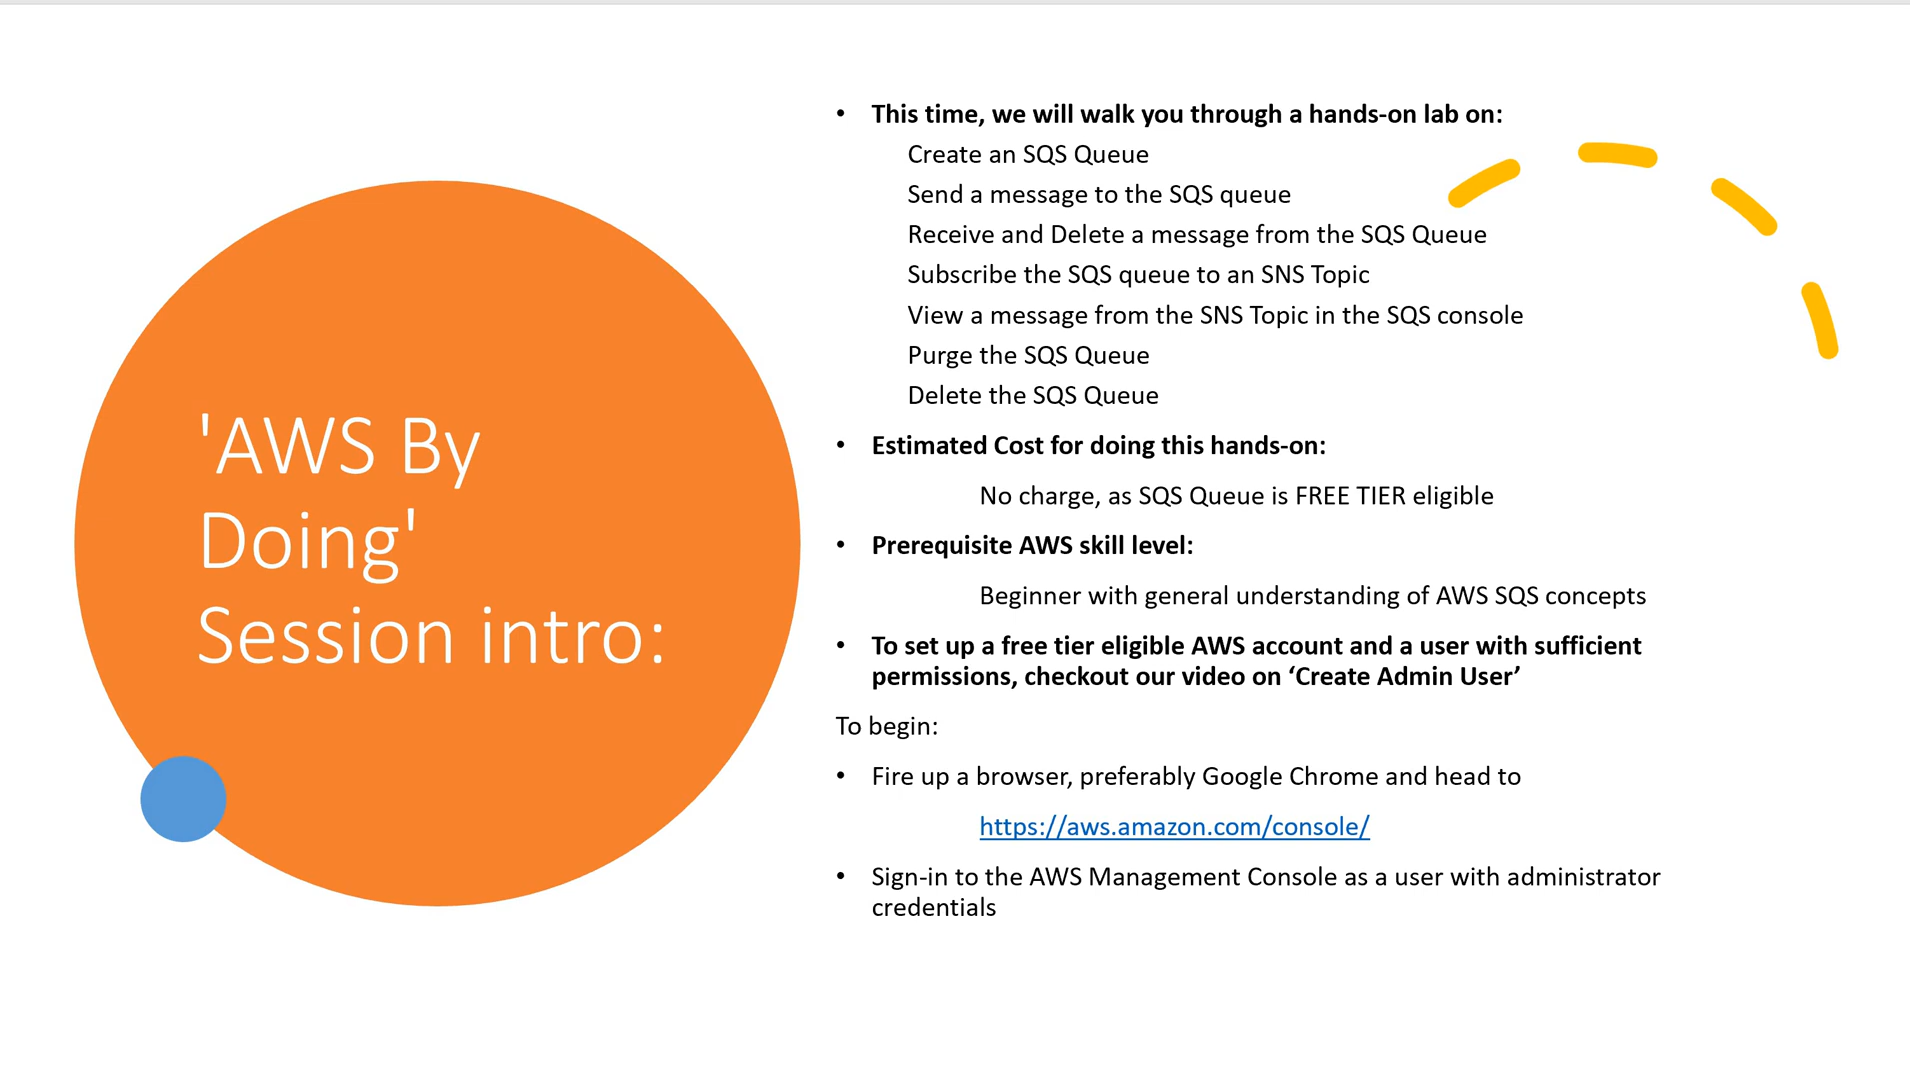 'AWS By
Doing'
Session intro:
• This time, we will walk you through a hands-on lab on:
Create an SQS Queue
Send a message to the SQS queue
Receive and Delete a message from the SQS Queue
Subscribe the SQS queue to an SNS Topic
View a message from the SNS Topic in the SQS console
Purge the SQS Queue
Delete the SQS Queue
• Estimated Cost for doing this hands-on:
No charge, as SQS Queue is FREE TIER eligible
• Prerequisite AWS skill level:
Beginner with general understanding of AWS SQS concepts
• To set up a free tier eligible AWS account and a user with sufficient
permissions, checkout our video on ‘Create Admin User’
To begin:
• Fire up a browser, preferably Google Chrome and head to
https://aws.amazon.com/console/
• Sign-in to the AWS Management Console as a user with administrator
credentials